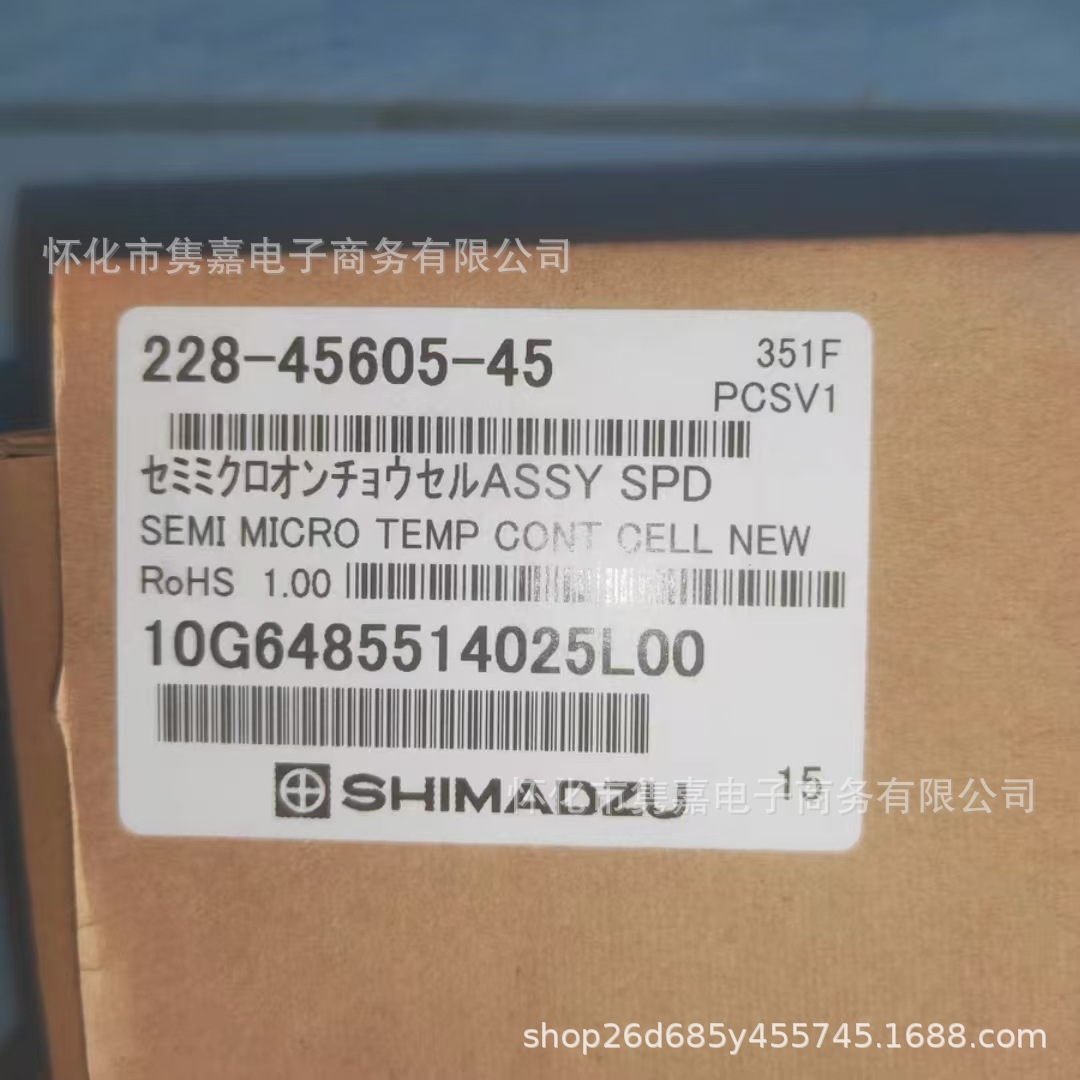 怀化市隽嘉电子商务有限公司
228-45605-45
351F
PCSV1
セミミクロオンチョウセルASSY SPD
SEMI MICRO TEMP CONT CELL NEW
RoHS 1.00
10G6485514025L00
SHIMADZU
15
怀化市隽嘉电子商务有限公司
shop26d685y455745.1688.com